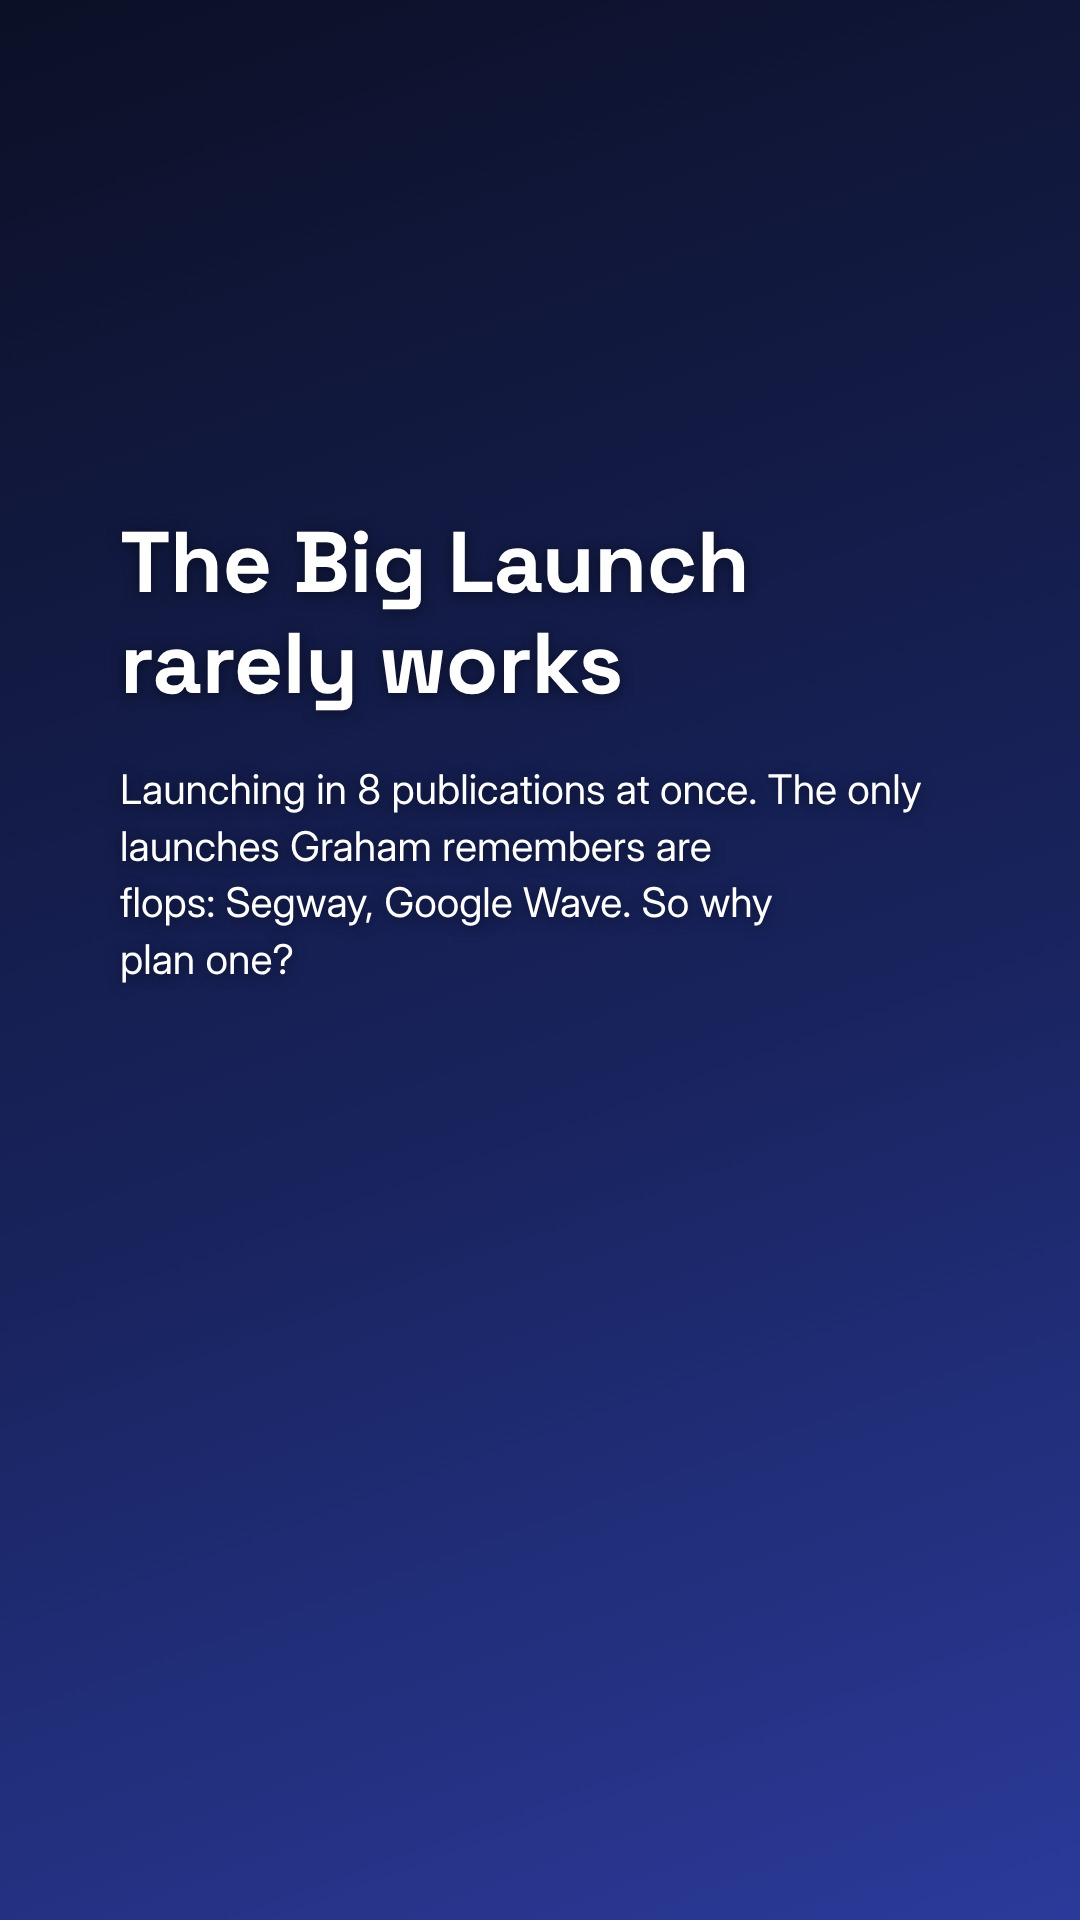 The Big Launch
rarely works
Launching in 8 publications at once. The only
launches Graham remembers are
flops: Segway, Google Wave. So why
plan one?